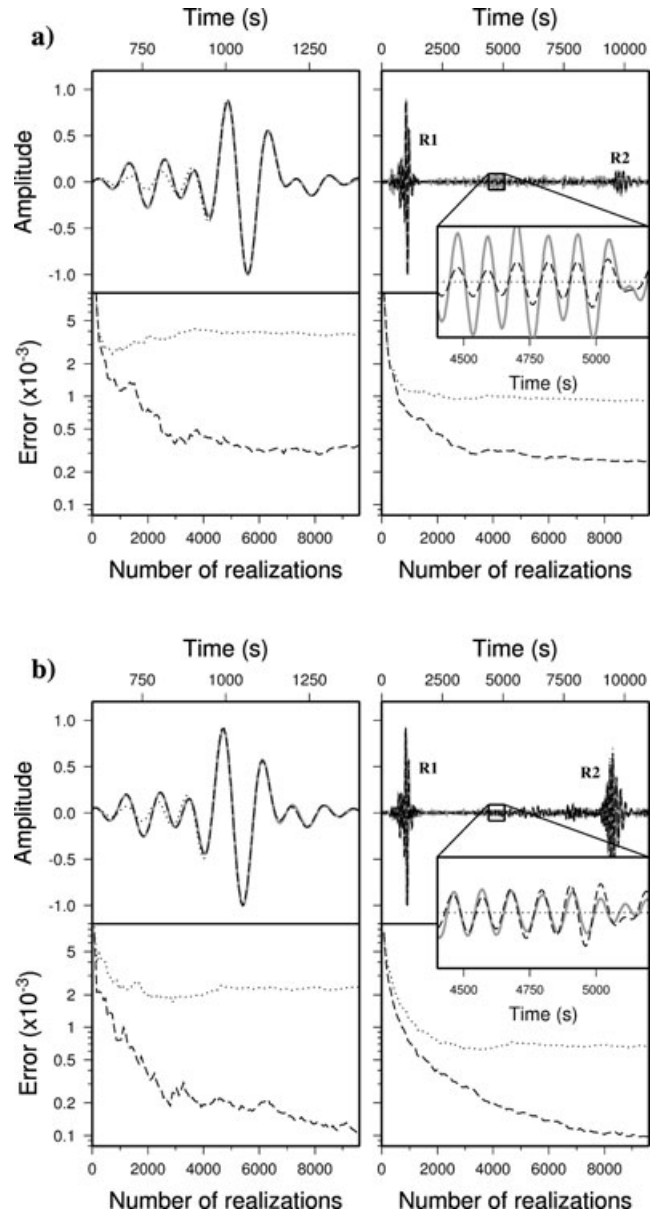 a)
Time (s)
Time (s)
750 1000 1250
0 2500 5000 7500 10000
1.0
0.5
0.0
-0.5
-1.0
Amplitude
R1
R2
4500 4750 5000
Time (s)
5
2
1
0.5
0.2
0.1
Error (x10⁻³)
0 2000 4000 6000 8000
0 2000 4000 6000 8000
Number of realizations
Number of realizations
b)
Time (s)
Time (s)
750 1000 1250
0 2500 5000 7500 10000
1.0
0.5
0.0
-0.5
-1.0
Amplitude
R1
R2
4500 4750 5000
Time (s)
5
2
1
0.5
0.2
0.1
Error (x10⁻³)
0 2000 4000 6000 8000
0 2000 4000 6000 8000
Number of realizations
Number of realizations